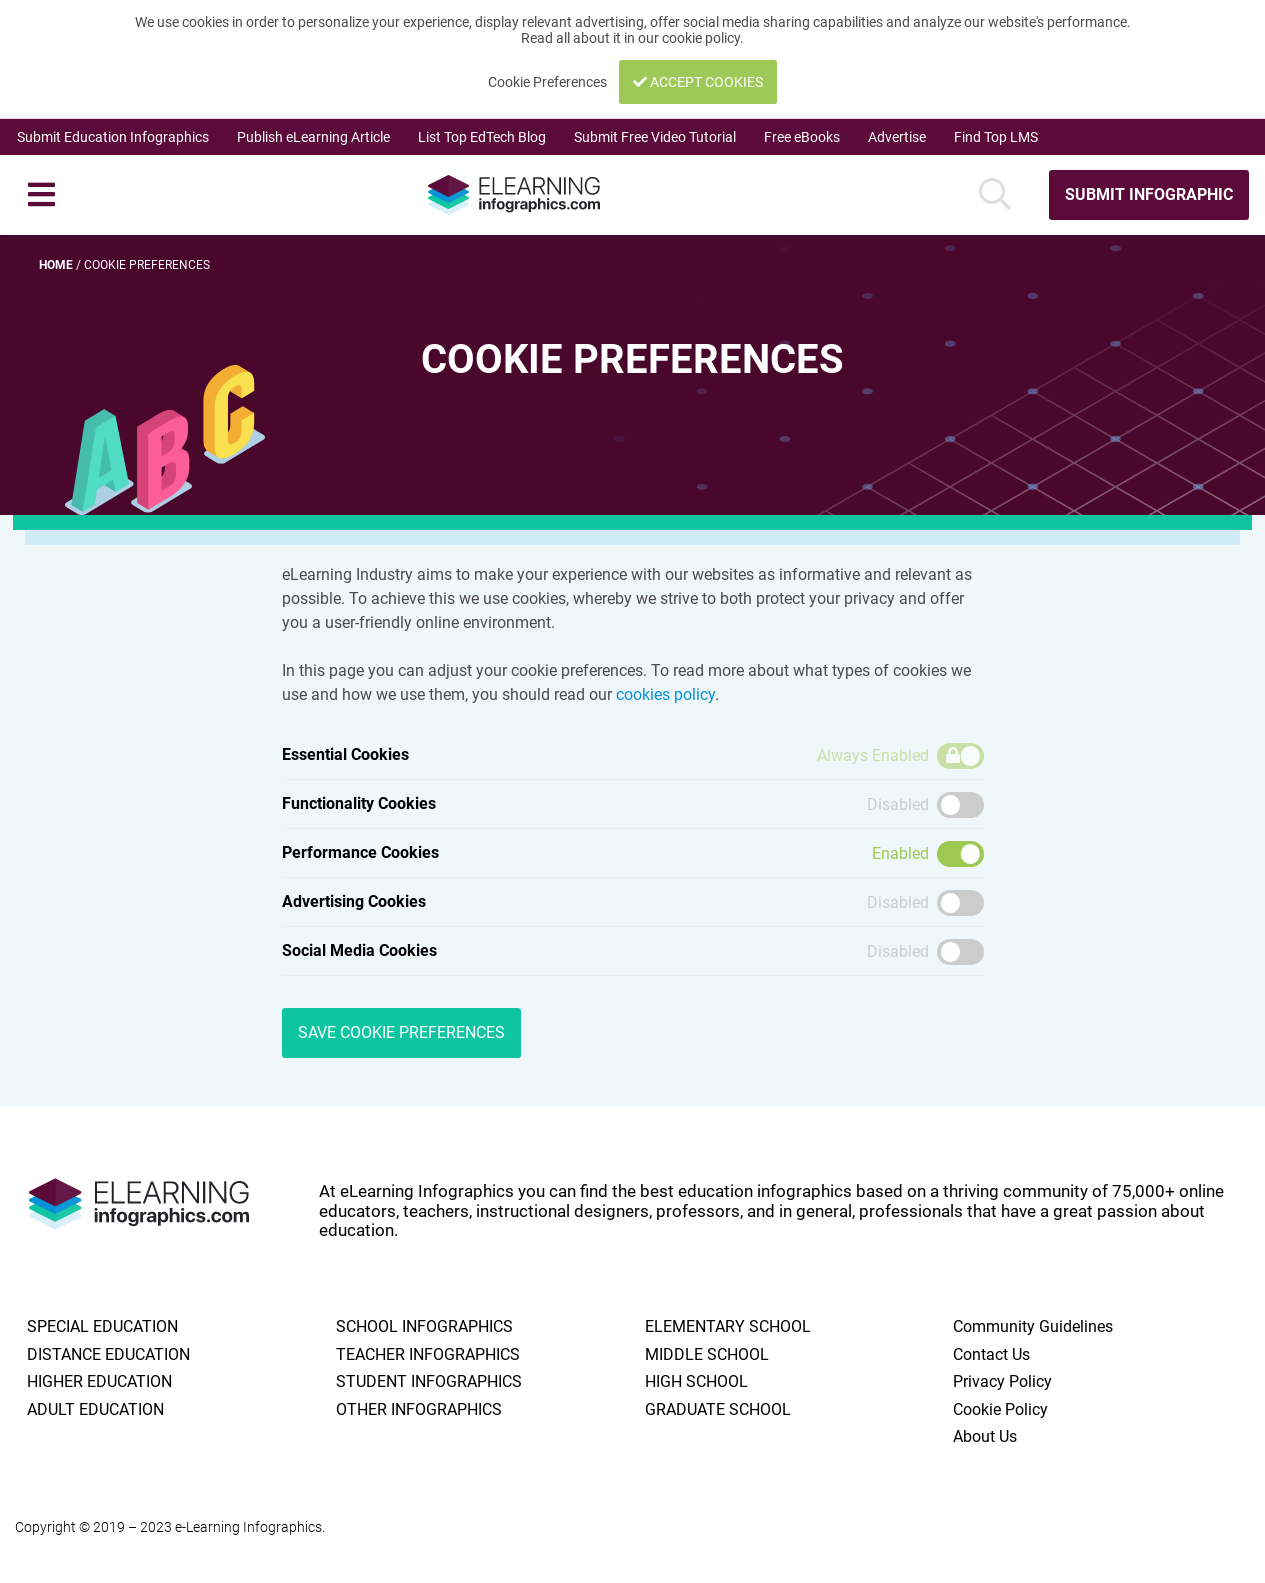 We use cookies in order to personalize your experience, display relevant advertising, offer social media sharing capabilities and analyze our website's performance.
Read all about it in our cookie policy.
Cookie Preferences
ACCEPT COOKIES
Submit Education Infographics
Publish eLearning Article
List Top EdTech Blog
Submit Free Video Tutorial
Free eBooks
Advertise
Find Top LMS
ELEARNING
infographics.com
SUBMIT INFOGRAPHIC
HOME / COOKIE PREFERENCES
COOKIE PREFERENCES
ABC
eLearning Industry aims to make your experience with our websites as informative and relevant as
possible. To achieve this we use cookies, whereby we strive to both protect your privacy and offer
you a user-friendly online environment.
In this page you can adjust your cookie preferences. To read more about what types of cookies we
use and how we use them, you should read our cookies policy.
Essential Cookies
Always Enabled
Functionality Cookies
Disabled
Performance Cookies
Enabled
Advertising Cookies
Disabled
Social Media Cookies
Disabled
SAVE COOKIE PREFERENCES
ELEARNING
infographics.com
At eLearning Infographics you can find the best education infographics based on a thriving community of 75,000+ online
educators, teachers, instructional designers, professors, and in general, professionals that have a great passion about
education.
SPECIAL EDUCATION
DISTANCE EDUCATION
HIGHER EDUCATION
ADULT EDUCATION
SCHOOL INFOGRAPHICS
TEACHER INFOGRAPHICS
STUDENT INFOGRAPHICS
OTHER INFOGRAPHICS
ELEMENTARY SCHOOL
MIDDLE SCHOOL
HIGH SCHOOL
GRADUATE SCHOOL
Community Guidelines
Contact Us
Privacy Policy
Cookie Policy
About Us
Copyright © 2019 – 2023 e-Learning Infographics.